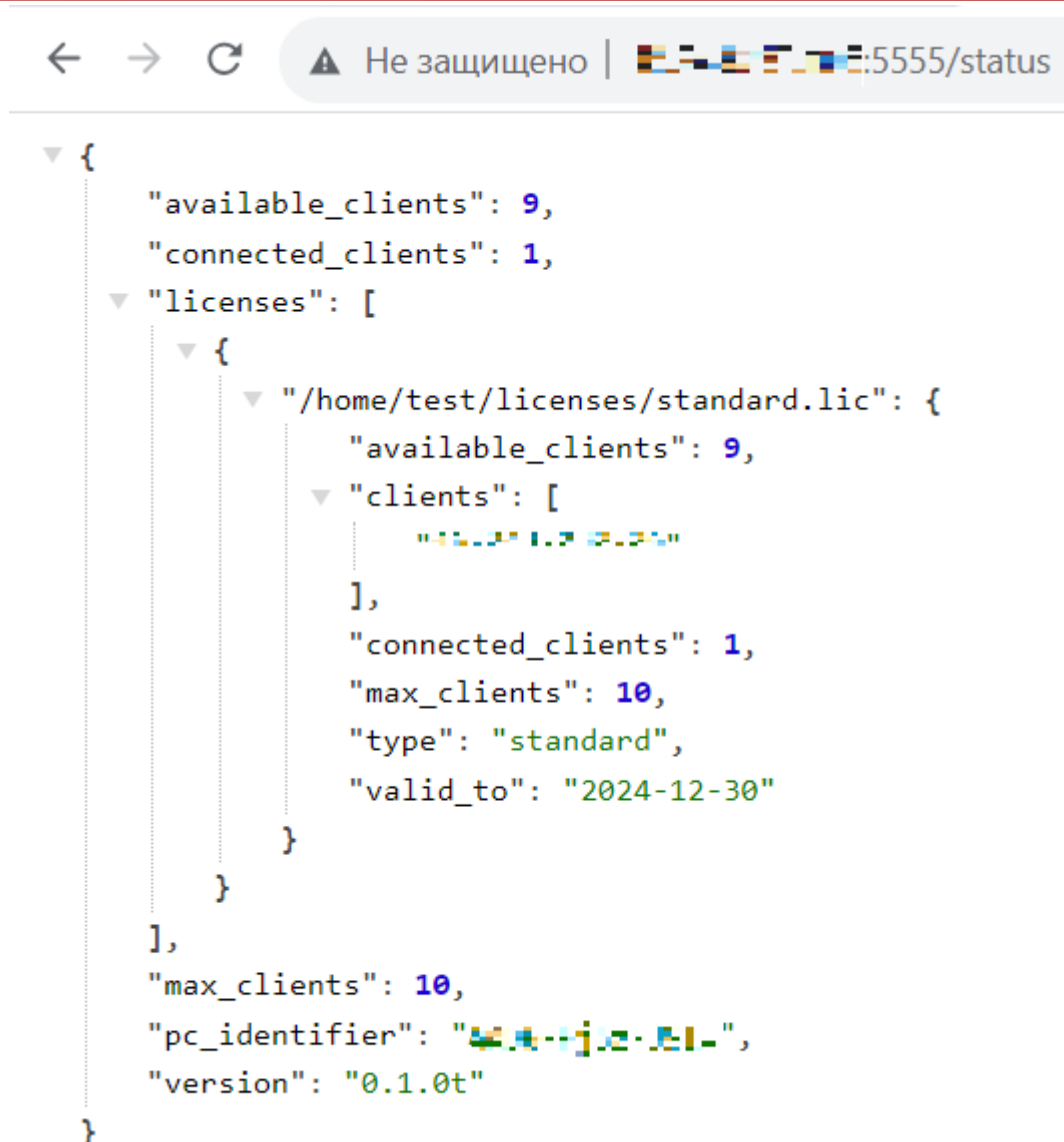 Не защищено | :5555/status
{
"available_clients": 9,
"connected_clients": 1,
"licenses": [
{
"/home/test/licenses/standard.lic": {
"available_clients": 9,
"clients": [
""
],
"connected_clients": 1,
"max_clients": 10,
"type": "standard",
"valid_to": "2024-12-30"
}
}
],
"max_clients": 10,
"pc_identifier": "",
"version": "0.1.0t"
}